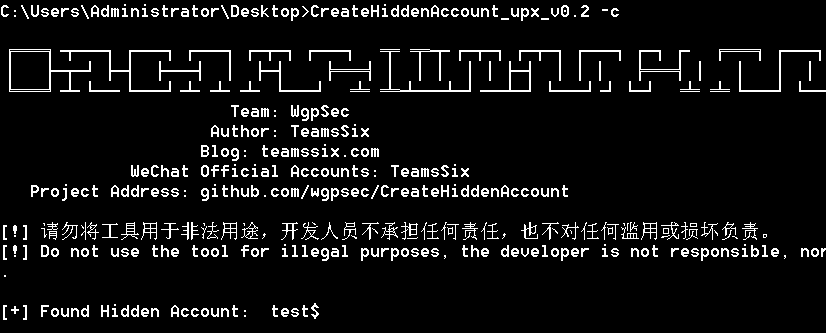 C:\Users\Administrator\Desktop>CreateHiddenAccount_upx_v0.2 -c
Team: WgpSec
Author: TeamsSix
Blog: teamssix.com
WeChat Official Accounts: TeamsSix
Project Address: github.com/wgpsec/CreateHiddenAccount
[!] 请勿将工具用于非法用途，开发人员不承担任何责任，也不对任何滥用或损坏负责。
[!] Do not use the tool for illegal purposes, the developer is not responsible, nor
.
[+] Found Hidden Account:  test$